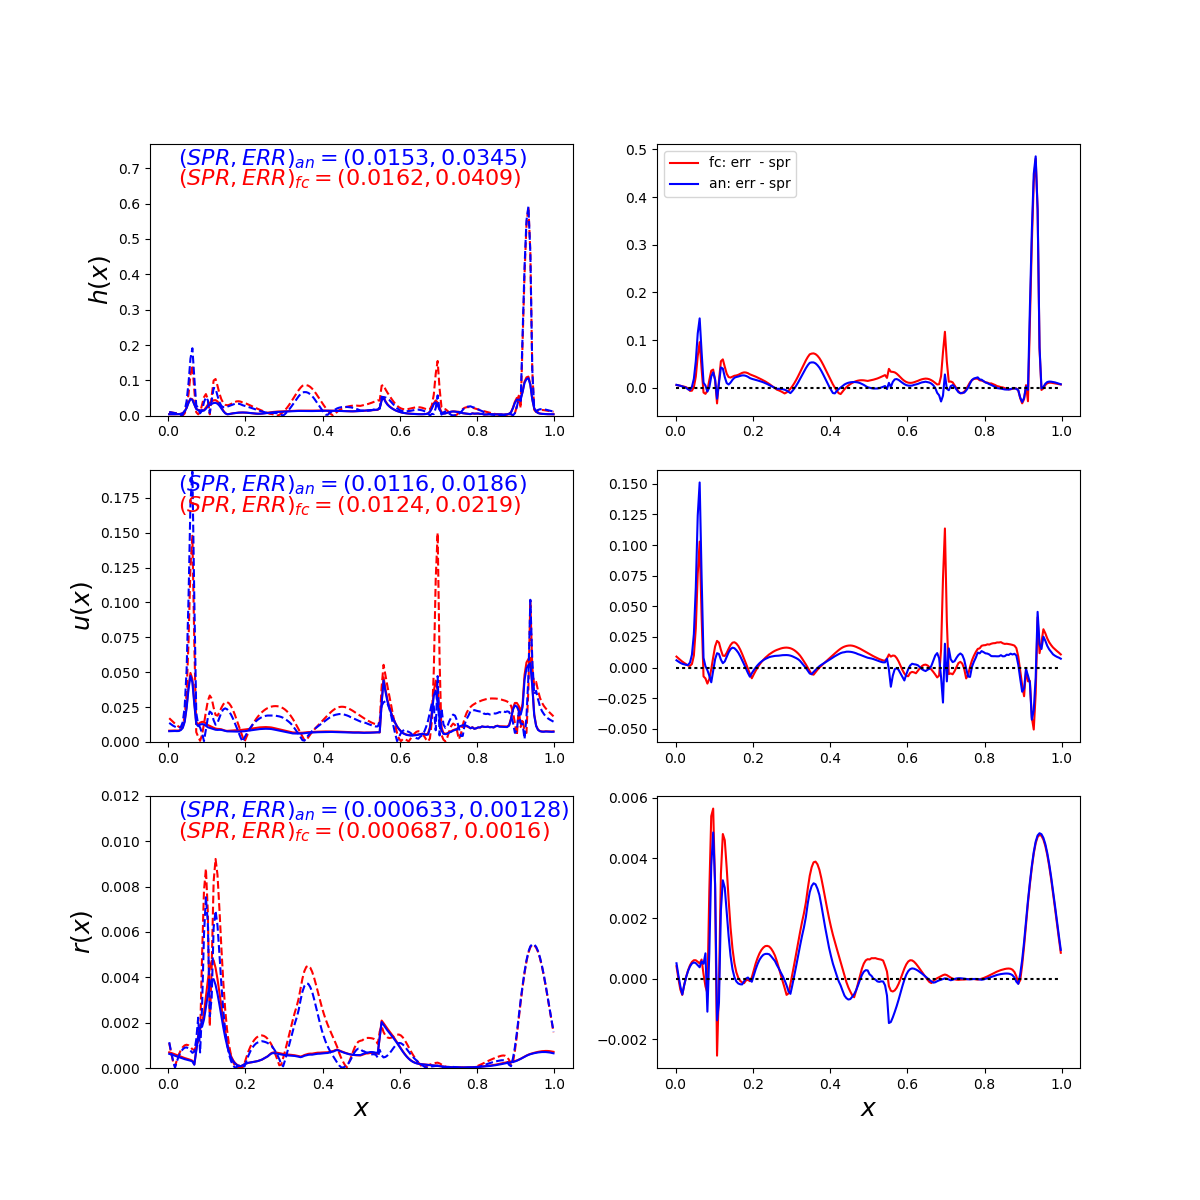 (SPR, ERR)an = (0.0153, 0.0345)
(SPR, ERR)fc = (0.0162, 0.0409)
h(x)
0.7
0.6
0.5
0.4
0.3
0.2
0.1
0.0
0.0 0.2 0.4 0.6 0.8 1.0
fc: err - spr
an: err - spr
0.5
0.4
0.3
0.2
0.1
0.0
0.0 0.2 0.4 0.6 0.8 1.0
(SPR, ERR)an = (0.0116, 0.0186)
(SPR, ERR)fc = (0.0124, 0.0219)
u(x)
0.175
0.150
0.125
0.100
0.075
0.050
0.025
0.000
0.0 0.2 0.4 0.6 0.8 1.0
0.150
0.125
0.100
0.075
0.050
0.025
0.000
−0.025
−0.050
0.0 0.2 0.4 0.6 0.8 1.0
(SPR, ERR)an = (0.000633, 0.00128)
(SPR, ERR)fc = (0.000687, 0.0016)
r(x)
0.012
0.010
0.008
0.006
0.004
0.002
0.000
0.0 0.2 0.4 0.6 0.8 1.0
x
0.006
0.004
0.002
0.000
−0.002
0.0 0.2 0.4 0.6 0.8 1.0
x